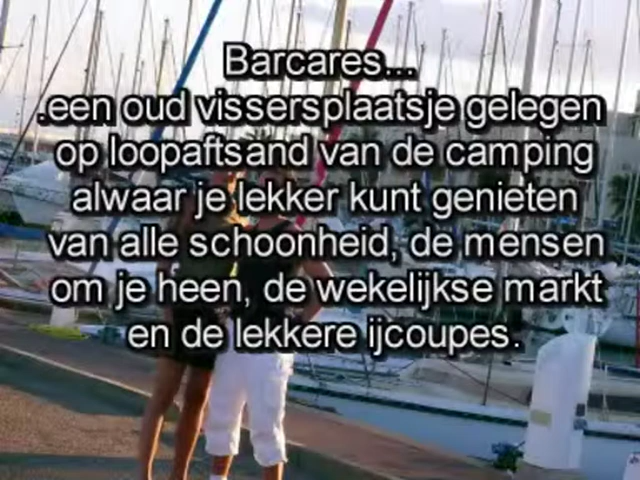 Barcares...
.een oud vissersplaatsje gelegen
op loopaftsand van de camping
alwaar je lekker kunt genieten
van alle schoonheid, de mensen
om je heen, de wekelijkse markt
en de lekkere ijcoupes.